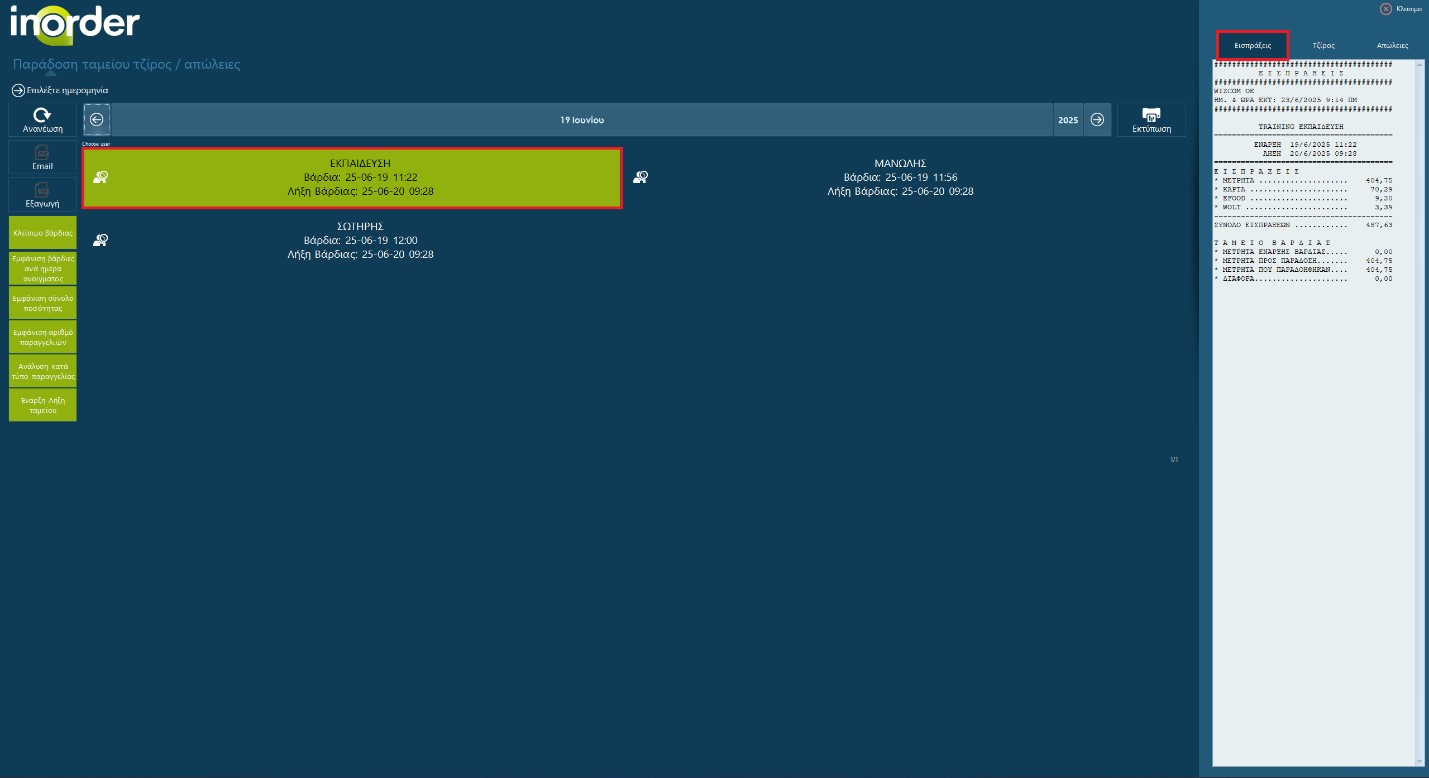 inorder
Παράδοση ταμείου τζίρος / απώλειες
Επιλέξτε ημερομηνία
Ανανέωση
19 Ιουνίου
2025
Εκτύπωση
Choose user
Email
Εξαγωγή
ΕΚΠΑΙΔΕΥΣΗ
Βάρδια: 25-06-19 11:22
Λήξη Βάρδιας: 25-06-20 09:28
ΜΑΝΩΛΗΣ
Βάρδια: 25-06-19 11:56
Λήξη Βάρδιας: 25-06-20 09:28
ΣΩΤΗΡΗΣ
Βάρδια: 25-06-19 12:00
Λήξη Βάρδιας: 25-06-20 09:28
Κλείσιμο βάρδιας
Εμφάνιση βάρδιες
ανά ημέρα
ανοίγματος
Εμφάνιση σύνολο
ποσότητας
Εμφάνιση αριθμό
παραγγελιών
Ανάλυση κατά
τύπο παραγγελίας
Έναρξη Λήξη
ταμείου
1/1
Κλείσιμο
Εισπράξεις
Τζίρος
Απώλειες
########################################
Ε Ι Σ Π Ρ Α Ξ Ε Ι Σ
########################################
WIZCOM OE
ΗΜ. & ΩΡΑ ΕΚΤ: 23/6/2025 9:14 ΠΜ
########################################
TRAINING ΕΚΠΑΙΔΕΥΣΗ
========================================
ΕΝΑΡΞΗ 19/6/2025 11:22
ΛΗΞΗ 20/6/2025 09:28
========================================
Ε Ι Σ Π Ρ Α Ξ Ε Ι Σ
* ΜΕΤΡΗΤΑ .................... 404,75
* ΚΑΡΤΑ ...................... 70,29
* EFOOD ...................... 9,20
* WOLT ....................... 3,39
----------------------------------------
ΣΥΝΟΛΟ ΕΙΣΠΡΑΞΕΩΝ ............ 487,63
Τ Α Μ Ε Ι Ο Β Α Ρ Δ Ι Α Σ
* ΜΕΤΡΗΤΑ ΕΝΑΡΞΗΣ ΒΑΡΔΙΑΣ..... 0,00
* ΜΕΤΡΗΤΑ ΠΡΟΣ ΠΑΡΑΔΟΣΗ....... 404,75
* ΜΕΤΡΗΤΑ ΠΟΥ ΠΑΡΑΔΟΘΗΚΑΝ.... 404,75
* ΔΙΑΦΟΡΑ..................... 0,00